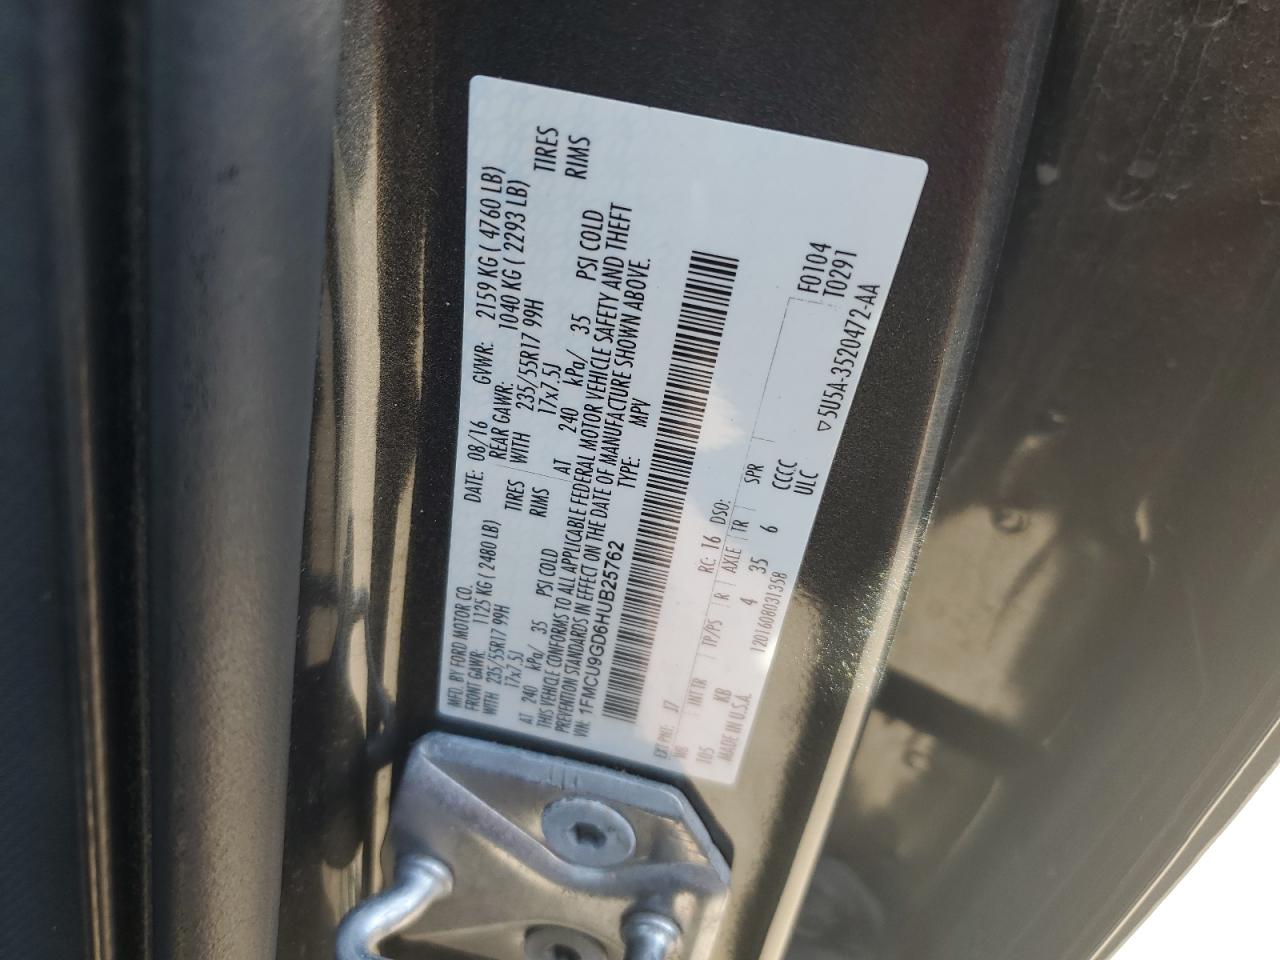 MFD. BY FORD MOTOR CO.
DATE: 08/16 GVWR: 2159 KG ( 4760 LB)
FRONT GAWR: 1125 KG ( 2480 LB) REAR GAWR: 1040 KG ( 2293 LB)
WITH 235/55R17 99H TIRES WITH 235/55R17 99H TIRES
17x7.5J RIMS 17x7.5J RIMS
AT 240 kPa/ 35 PSI COLD AT 240 kPa/ 35 PSI COLD
THIS VEHICLE CONFORMS TO ALL APPLICABLE FEDERAL MOTOR VEHICLE SAFETY AND THEFT
PREVENTION STANDARDS IN EFFECT ON THE DATE OF MANUFACTURE SHOWN ABOVE.
VIN: 1FMCU9GD6HUB25762 TYPE: MPV
EXT PNT: J7 RC: 16 DSO: F0104
WB INT TR TP/PS R AXLE TR SPR T0291
105 KB 4 35 6 CCCC
MADE IN U.S.A. 1201608031358 ULC ▽5U5A-3520472-AA